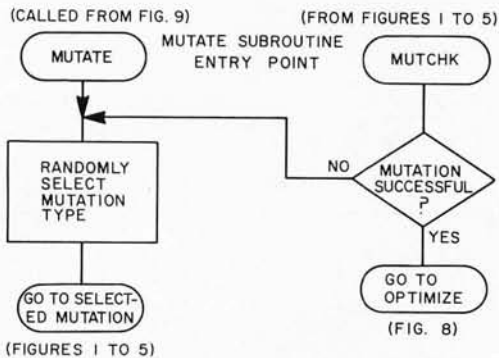 (CALLED FROM FIG. 9)
MUTATE
MUTATE SUBROUTINE
ENTRY POINT
RANDOMLY
SELECT
MUTATION
TYPE
GO TO SELECT-
ED MUTATION
(FIGURES 1 TO 5)
(FROM FIGURES 1 TO 5)
MUTCHK
NO
MUTATION
SUCCESSFUL
?
YES
GO TO
OPTIMIZE
(FIG. 8)